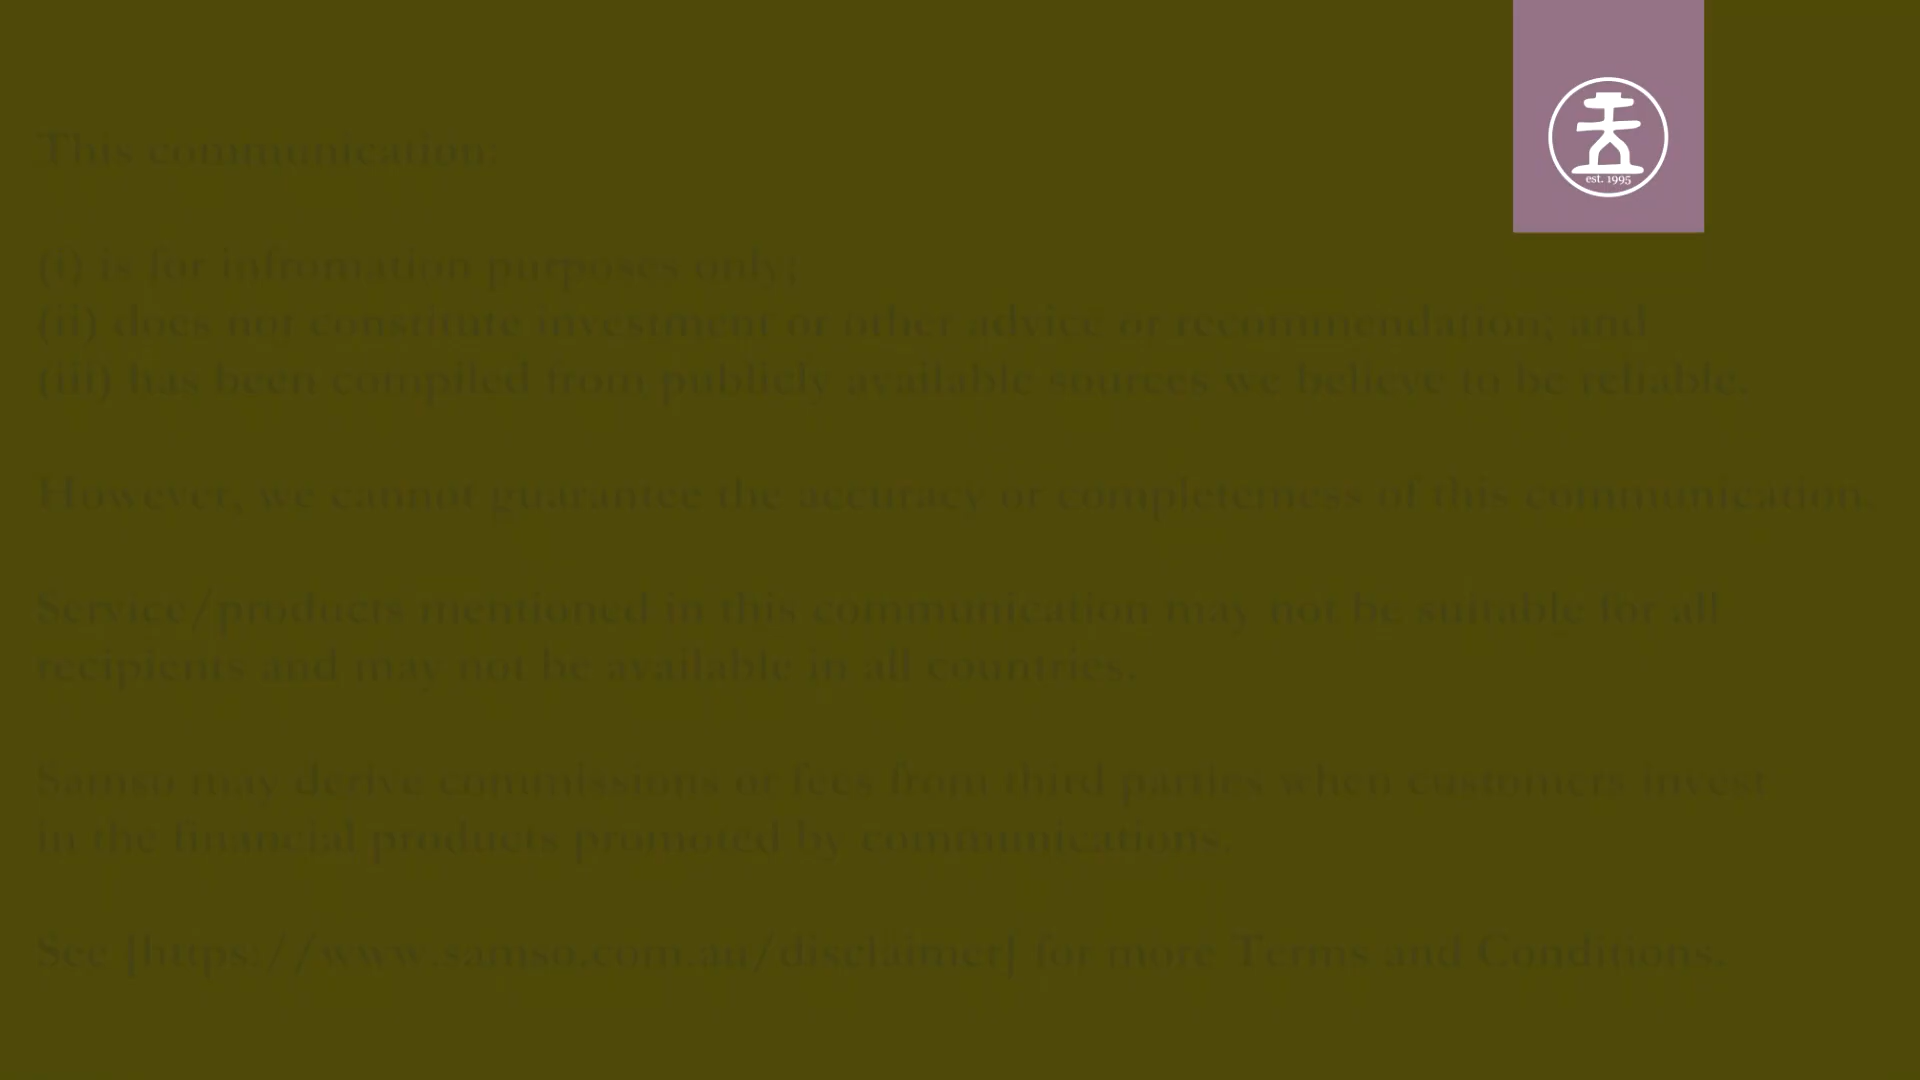 est. 1995
This communication:
(i) is for infromation purposes only;
(ii) does not constitute investment or other advice or recommendation; and
(iii) has been compiled from publicly available sources we believe to be reliable.
However, we cannot guarantee the accuracy or completeness of this communication.
Service/products mentioned in this communication may not be suitable for all
recipients and may not be available in all countries.
Samso may derive commissions or fees from third parties when customers invest
in the financial products promoted by communications.
See [https://www.samso.com.au/disclaimer] for more Terms and Conditions.